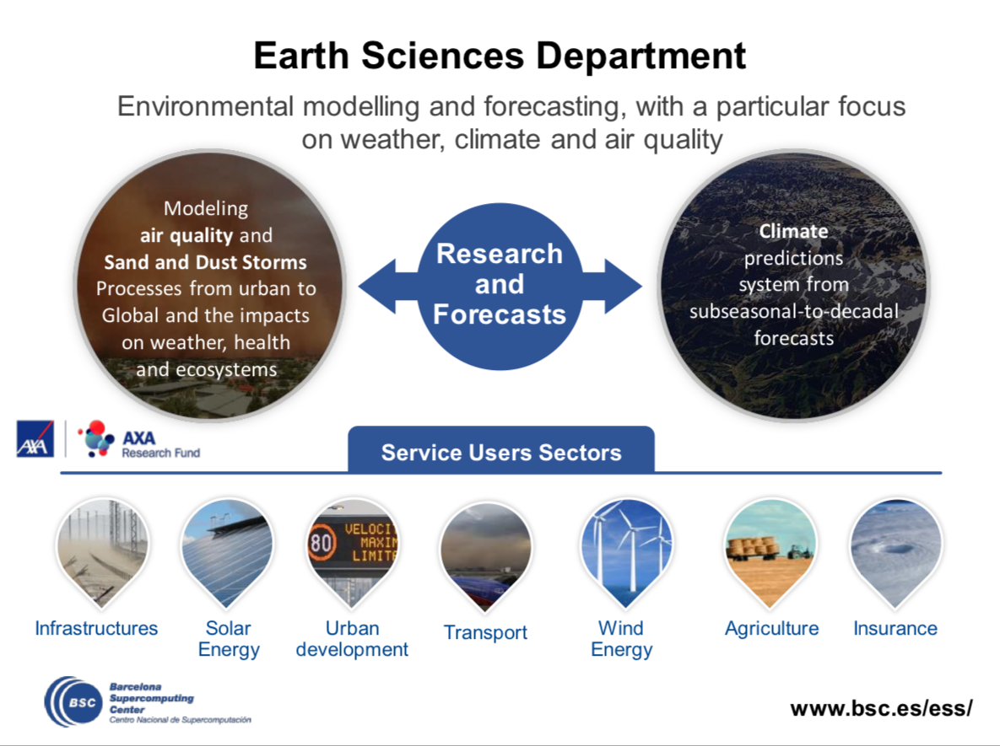 Earth Sciences Department
Environmental modelling and forecasting, with a particular focus
on weather, climate and air quality
Modeling
air quality and
Sand and Dust Storms
Processes from urban to
Global and the impacts
on weather, health
and ecosystems
Research
and
Forecasts
Climate
predictions
system from
subseasonal-to-decadal
forecasts
AXA
AXA
Research Fund
Service Users Sectors
80
VELOCI
MAXIM
LIMITA
Infrastructures
Solar
Energy
Urban
development
Transport
Wind
Energy
Agriculture
Insurance
BSC
Barcelona
Supercomputing
Center
Centro Nacional de Supercomputación
www.bsc.es/ess/